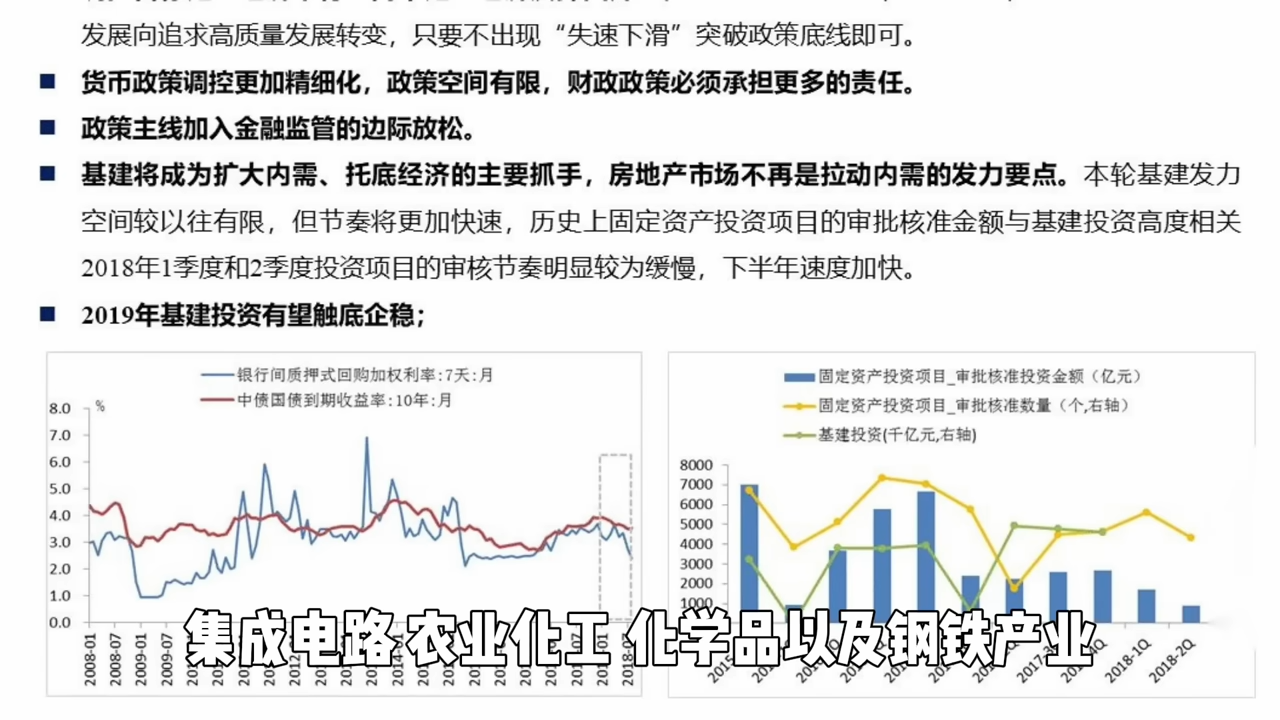 发展向追求高质量发展转变，只要不出现“失速下滑”突破政策底线即可。
■ 货币政策调控更加精细化，政策空间有限，财政政策必须承担更多的责任。
■ 政策主线加入金融监管的边际放松。
■ 基建将成为扩大内需、托底经济的主要抓手，房地产市场不再是拉动内需的发力要点。本轮基建发力
空间较以往有限，但节奏将更加快速，历史上固定资产投资项目的审批核准金额与基建投资高度相关
2018年1季度和2季度投资项目的审核节奏明显较为缓慢，下半年速度加快。
■ 2019年基建投资有望触底企稳；
银行间质押式回购加权利率:7天:月
中债国债到期收益率:10年:月
%
8.0
7.0
6.0
5.0
4.0
3.0
2.0
1.0
0.0
2008-01
2008-07
2009-01
2009-07
固定资产投资项目_审批核准投资金额（亿元）
固定资产投资项目_审批核准数量（个,右轴）
基建投资(千亿元,右轴)
8000
7000
6000
5000
4000
3000
2000
1000
2018-1Q
2018-2Q
集成电路 农业化工 化学品以及钢铁产业